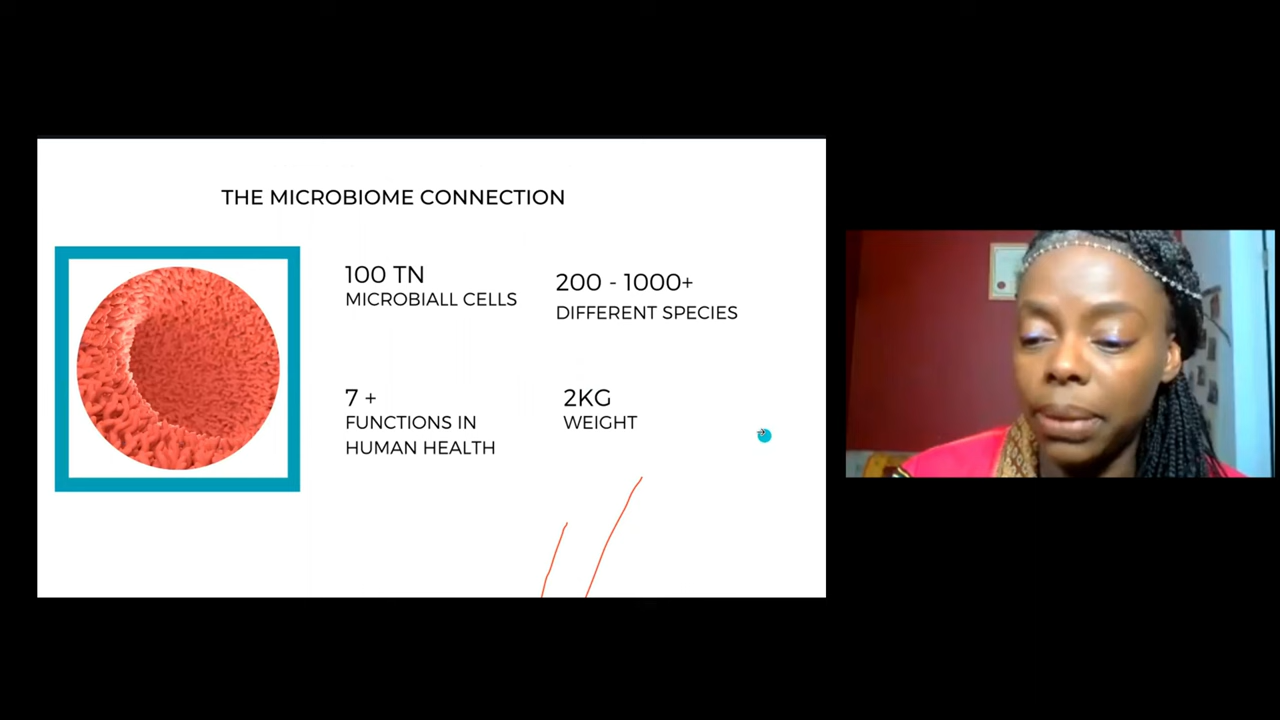 THE MICROBIOME CONNECTION
100 TN
MICROBIALL CELLS
200 - 1000+
DIFFERENT SPECIES
7 +
FUNCTIONS IN
HUMAN HEALTH
2KG
WEIGHT